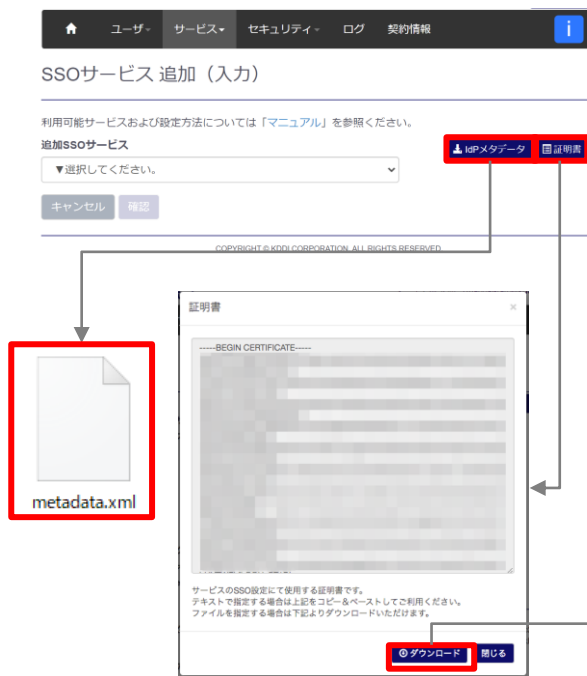 ユーザ サービス セキュリティ ログ 契約情報 i
SSOサービス 追加（入力）
利用可能サービスおよび設定方法については「マニュアル」を参照ください。
追加SSOサービス
IdPメタデータ 証明書
▼選択してください。
キャンセル 確認
COPYRIGHT © KDDI CORPORATION, ALL RIGHTS RESERVED.
証明書 ×
-----BEGIN CERTIFICATE-----
metadata.xml
サービスのSSO設定にて使用する証明書です。
テキストで指定する場合は上記をコピー＆ペーストしてご利用ください。
ファイルを指定する場合は下記よりダウンロードいただけます。
ダウンロード 閉じる